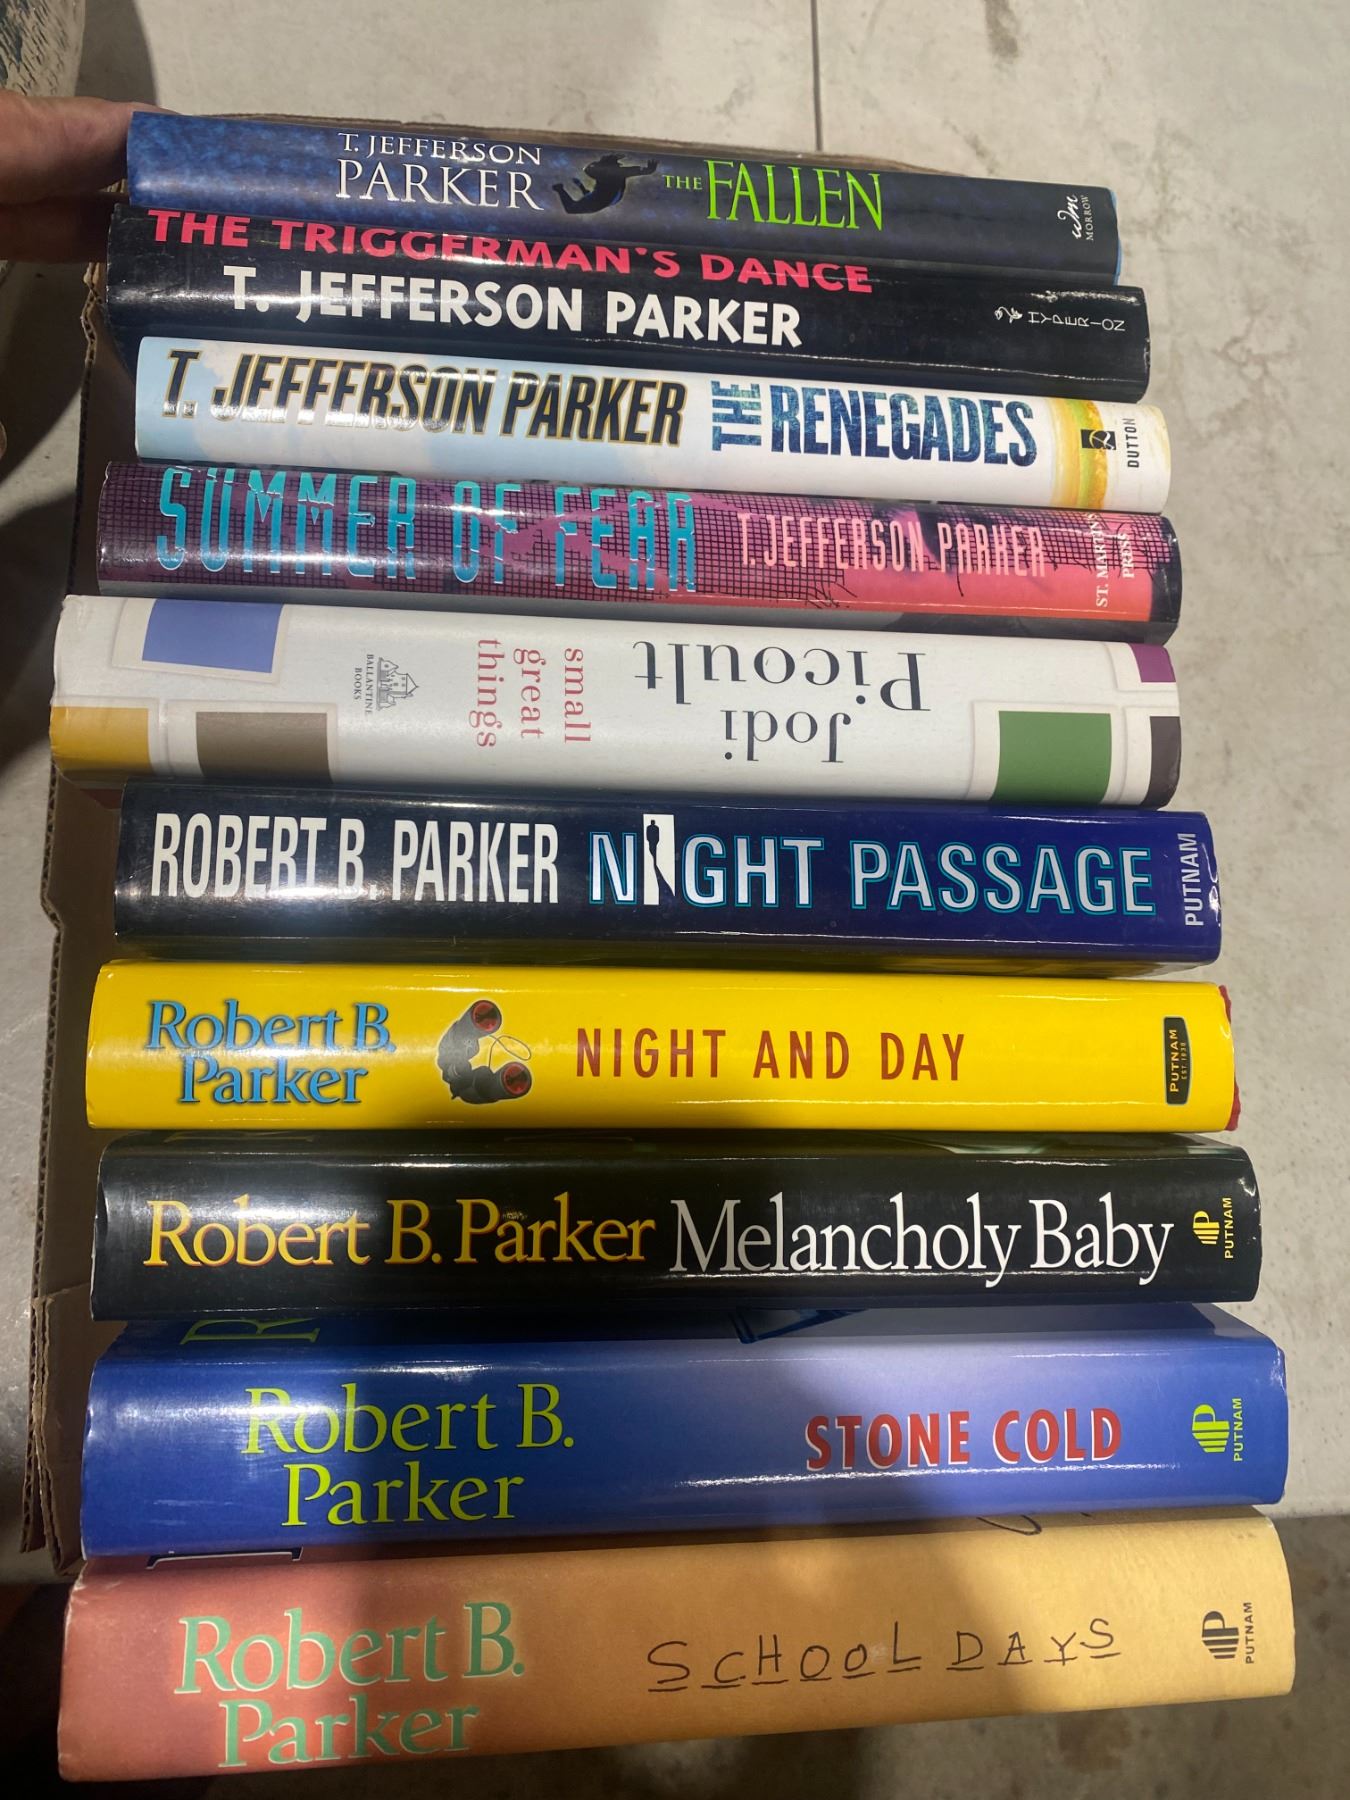 T. JEFFERSON
PARKER
THE FALLEN
wm
MORROW
THE TRIGGERMAN'S DANCE
T. JEFFERSON PARKER
HYPERION
T. JEFFERSON PARKER
THE RENEGADES
DUTTON
SUMMER OF FEAR
T. JEFFERSON PARKER
ST. MARTIN'S
PRESS
Jodi
Picoult
small
great
things
BALLANTINE
BOOKS
ROBERT B. PARKER
NIGHT PASSAGE
PUTNAM
Robert B.
Parker
NIGHT AND DAY
PUTNAM
EST. 1838
Robert B. Parker
Melancholy Baby
PUTNAM
Robert B.
Parker
STONE COLD
PUTNAM
Robert B.
Parker
SCHOOL DAYS
PUTNAM